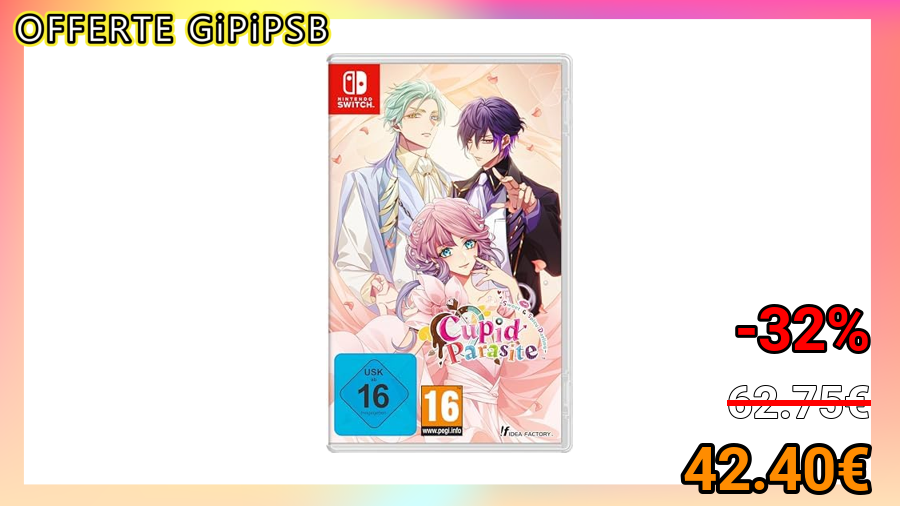 OFFERTE GiPiPSB
NINTENDO
SWITCH.
Cupid
Parasite
USK
16
16
www.pegi.info
IDEA FACTORY
-32%
62.75€
42.40€